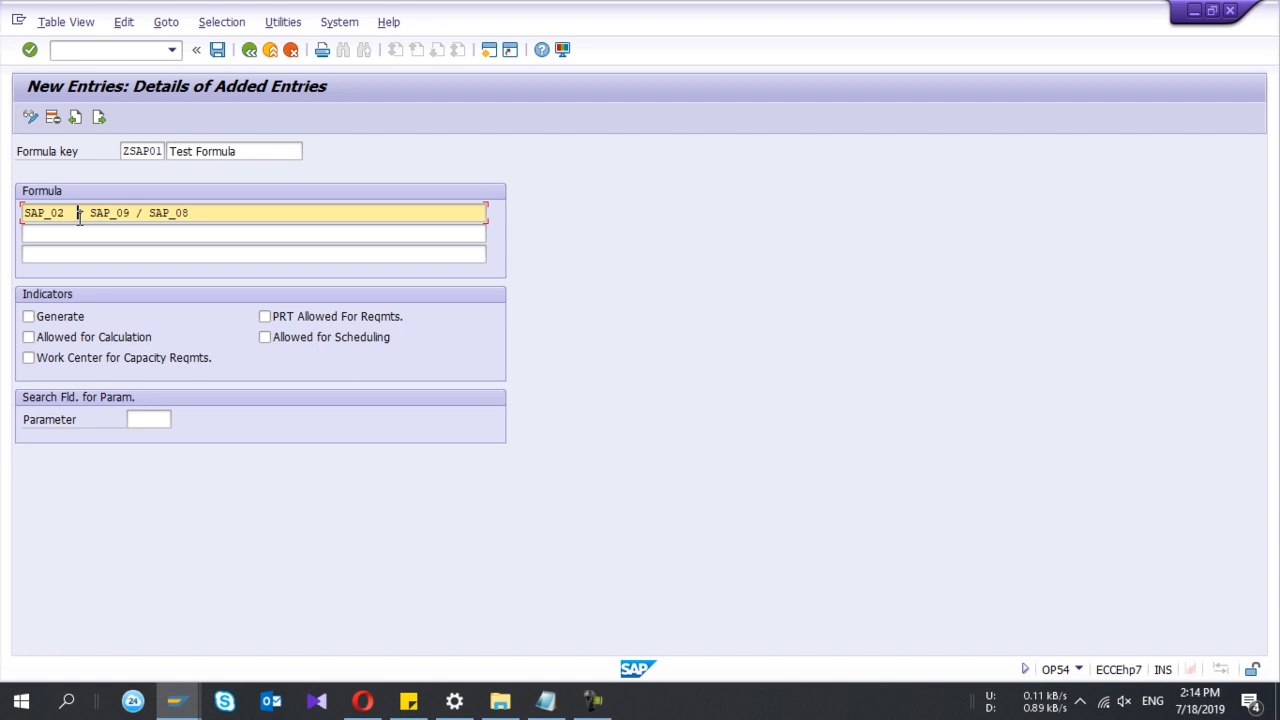 Table View Edit Goto Selection Utilities System Help
New Entries: Details of Added Entries
Formula key ZSAP01 Test Formula
Formula
SAP_02 SAP_09 / SAP_08
Indicators
Generate PRT Allowed For Reqmts.
Allowed for Calculation Allowed for Scheduling
Work Center for Capacity Reqmts.
Search Fld. for Param.
Parameter
SAP OP54 ECCEhp7 INS
24 U: 0.11 kB/s ENG 2:14 PM
D: 0.89 kB/s 7/18/2019 4